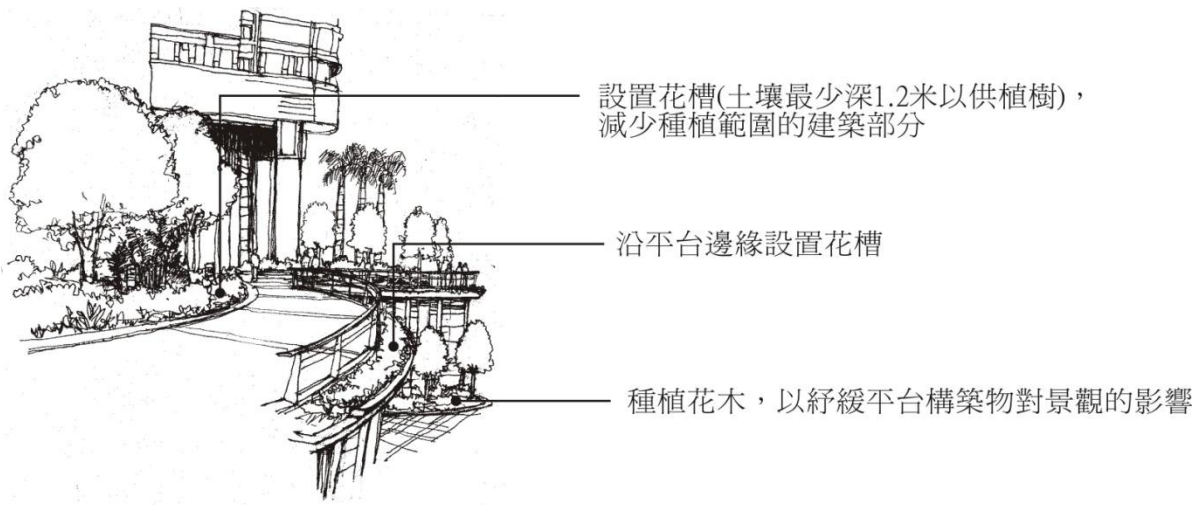 設置花槽(土壤最少深1.2米以供植樹)，
減少種植範圍的建築部分
沿平台邊緣設置花槽
種植花木，以紓緩平台構築物對景觀的影響